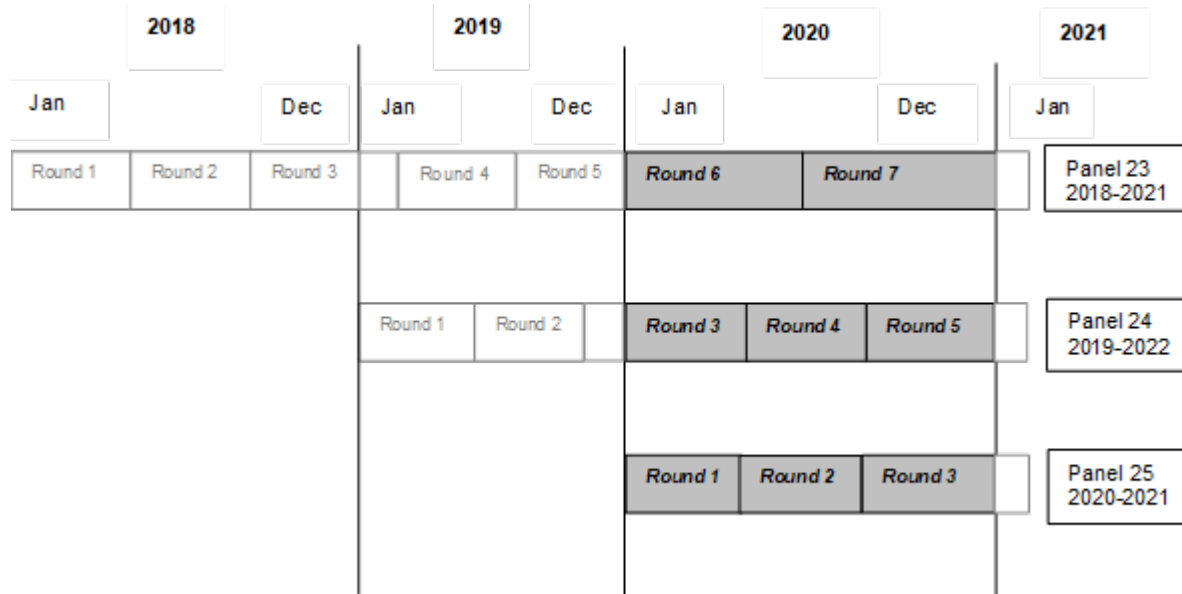 2018 2019 2020 2021
Jan Dec Jan Dec Jan Dec Jan
Round 1 Round 2 Round 3 Round 4 Round 5 Round 6 Round 7 Panel 23
2018-2021
Round 1 Round 2 Round 3 Round 4 Round 5 Panel 24
2019-2022
Round 1 Round 2 Round 3 Panel 25
2020-2021